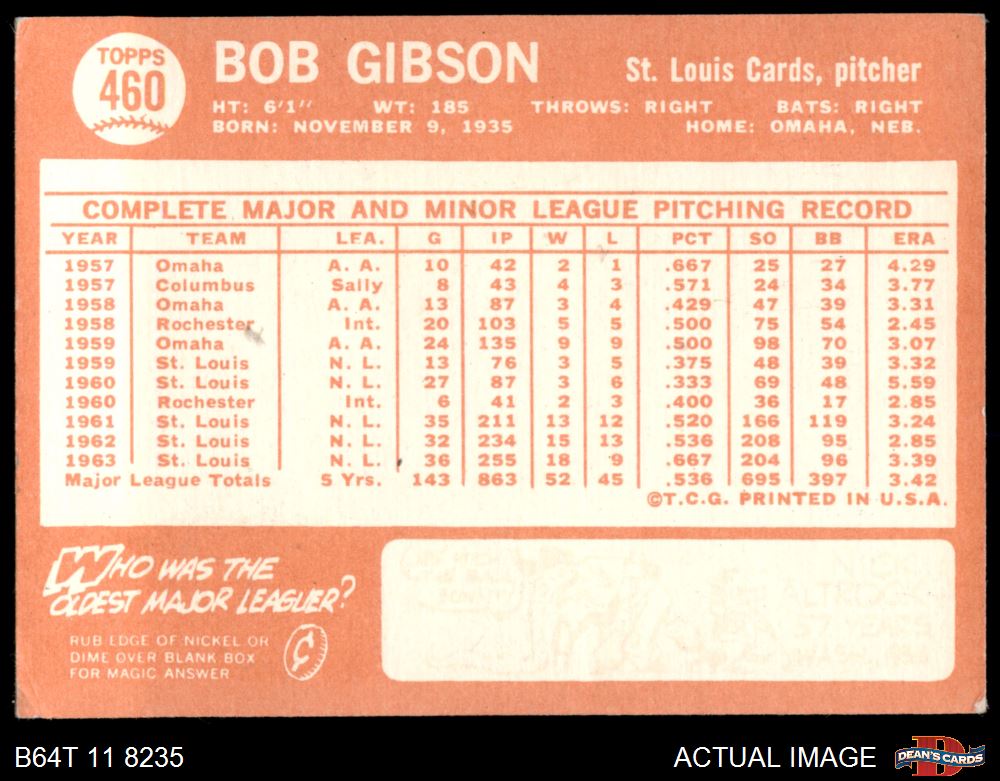 TOPPS
460
BOB GIBSON
St. Louis Cards, pitcher
HT: 6'1" WT: 185 THROWS: RIGHT BATS: RIGHT
BORN: NOVEMBER 9, 1935 HOME: OMAHA, NEB.
COMPLETE MAJOR AND MINOR LEAGUE PITCHING RECORD
YEAR TEAM LEA. G IP W L PCT SO BB ERA
1957 Omaha A. A. 10 42 2 1 .667 25 27 4.29
1957 Columbus Sally 8 43 4 3 .571 24 34 3.77
1958 Omaha A. A. 13 87 3 4 .429 47 39 3.31
1958 Rochester Int. 20 103 5 5 .500 75 54 2.45
1959 Omaha A. A. 24 135 9 9 .500 98 70 3.07
1959 St. Louis N. L. 13 76 3 5 .375 48 39 3.32
1960 St. Louis N. L. 27 87 3 6 .333 69 48 5.59
1960 Rochester Int. 6 41 2 3 .400 36 17 2.85
1961 St. Louis N. L. 35 211 13 12 .520 166 119 3.24
1962 St. Louis N. L. 32 234 15 13 .536 208 95 2.85
1963 St. Louis N. L. 36 255 18 9 .667 204 96 3.39
Major League Totals 5 Yrs. 143 863 52 45 .536 695 397 3.42
©T.C.G. PRINTED IN U.S.A.
WHO WAS THE
OLDEST MAJOR LEAGUER?
RUB EDGE OF NICKEL OR
DIME OVER BLANK BOX
FOR MAGIC ANSWER
B64T 11 8235
ACTUAL IMAGE
DEAN'S CARDS